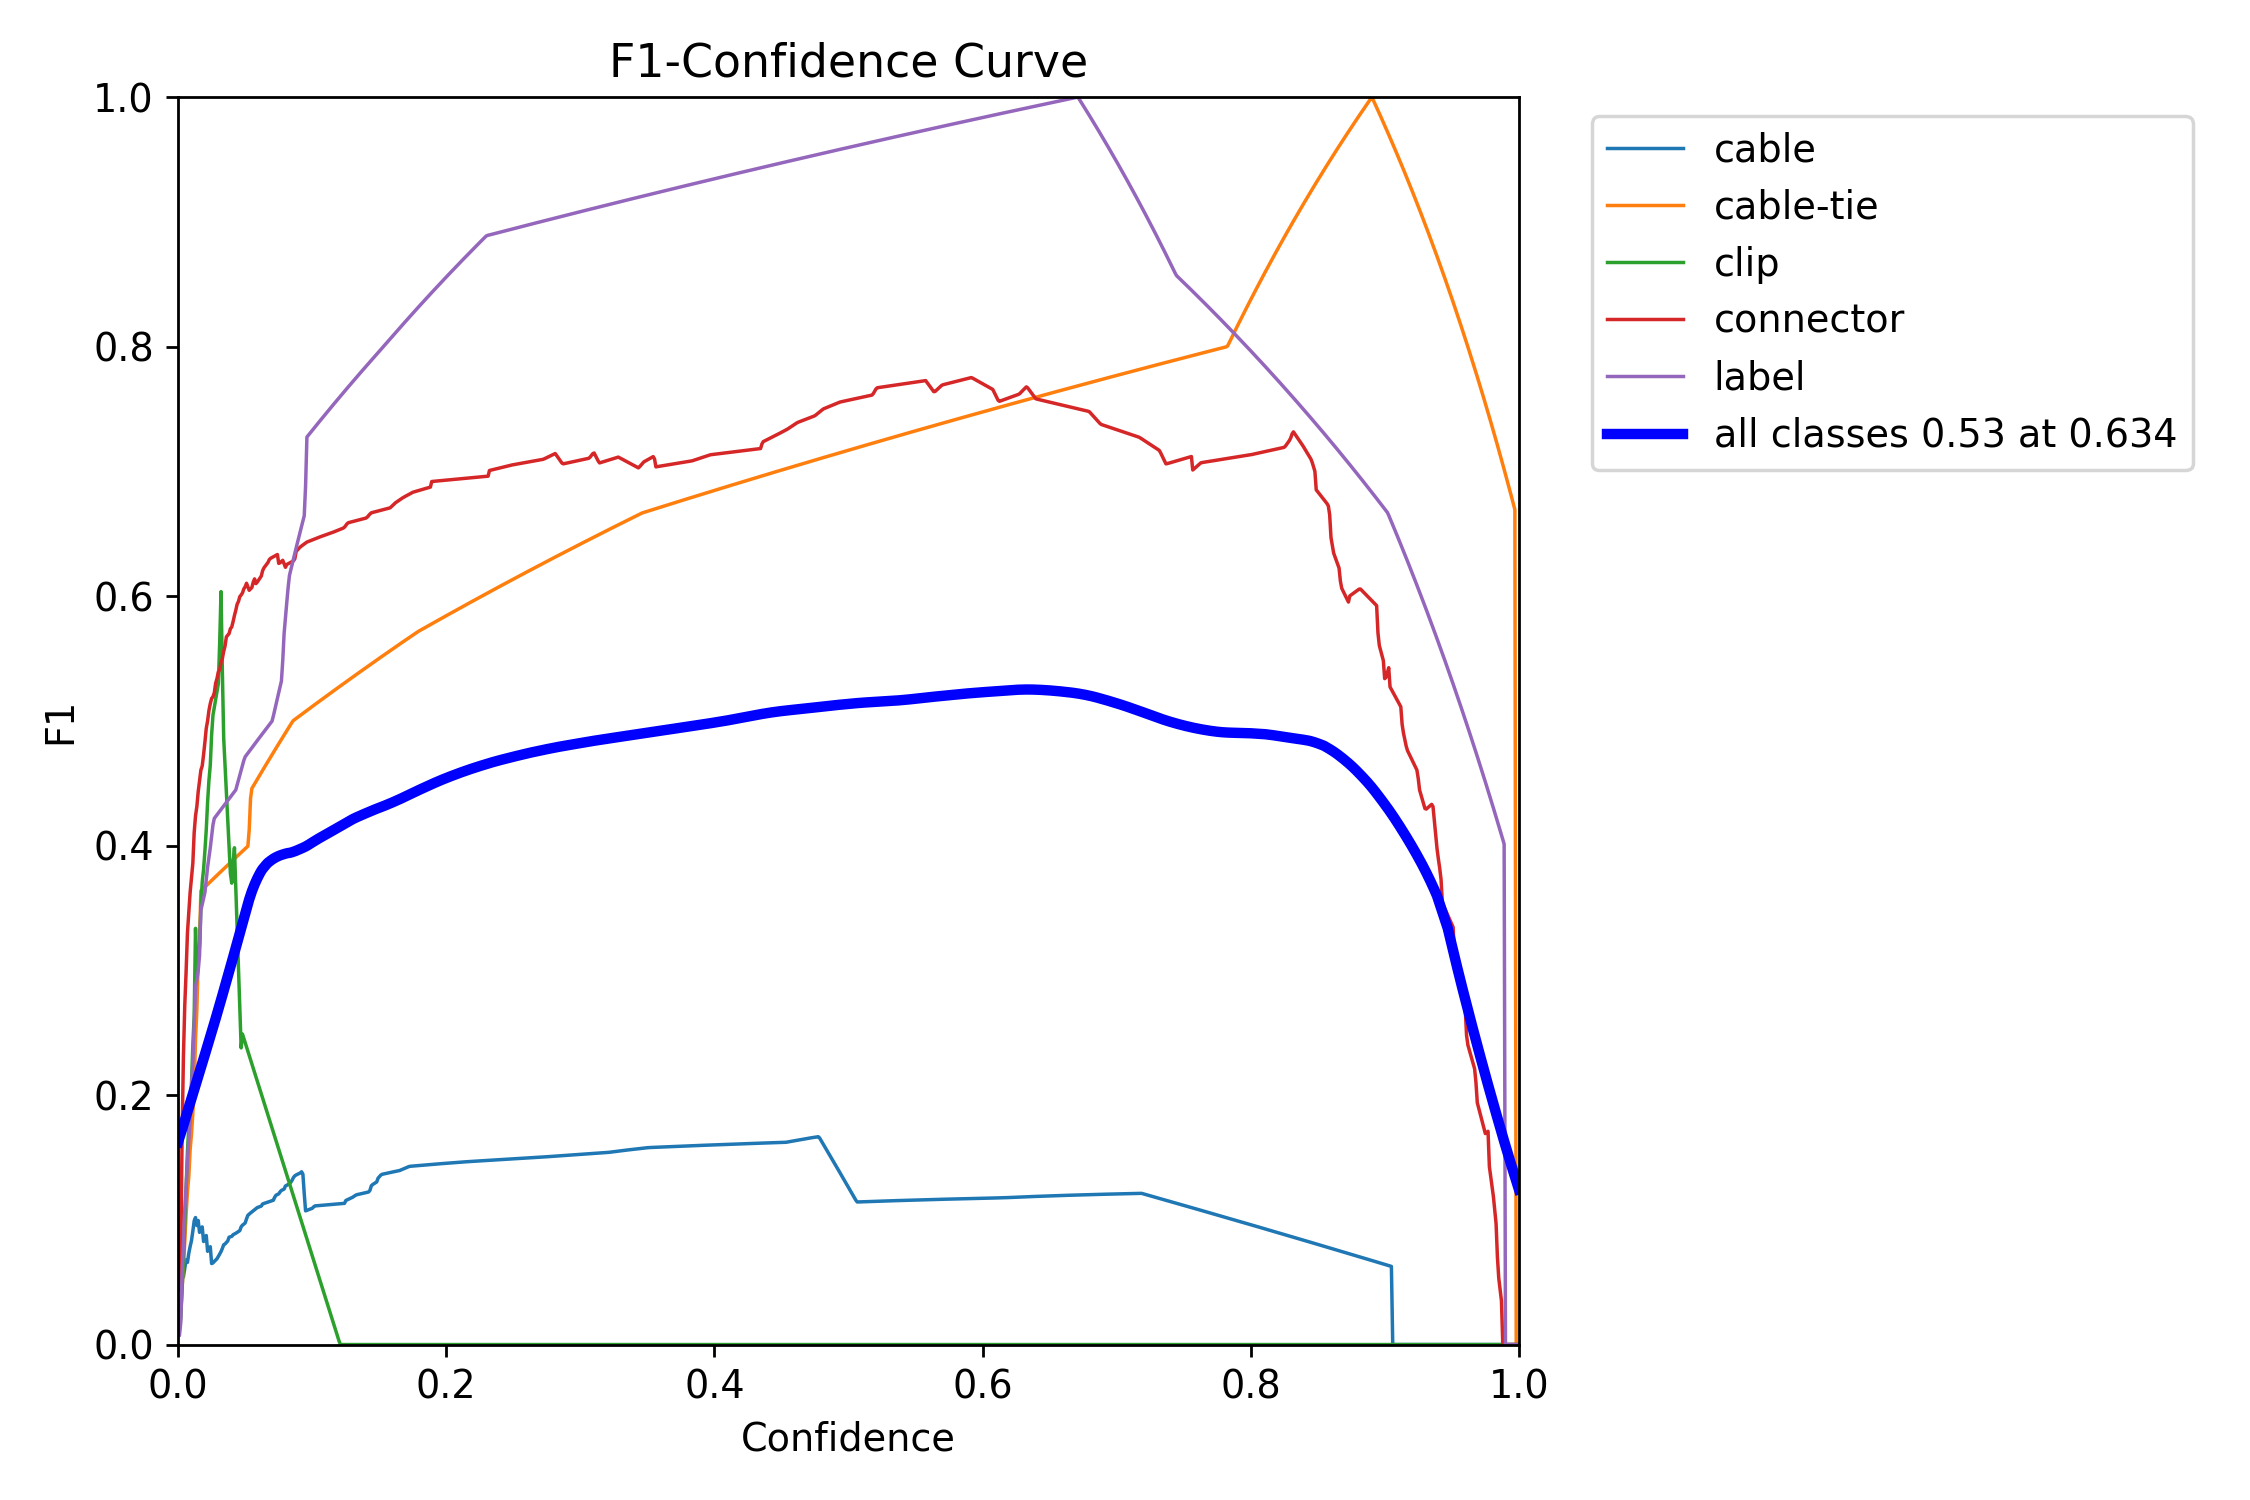 F1-Confidence Curve
1.0
0.8
0.6
0.4
0.2
0.0
F1
0.0 0.2 0.4 0.6 0.8 1.0
Confidence
cable
cable-tie
clip
connector
label
all classes 0.53 at 0.634